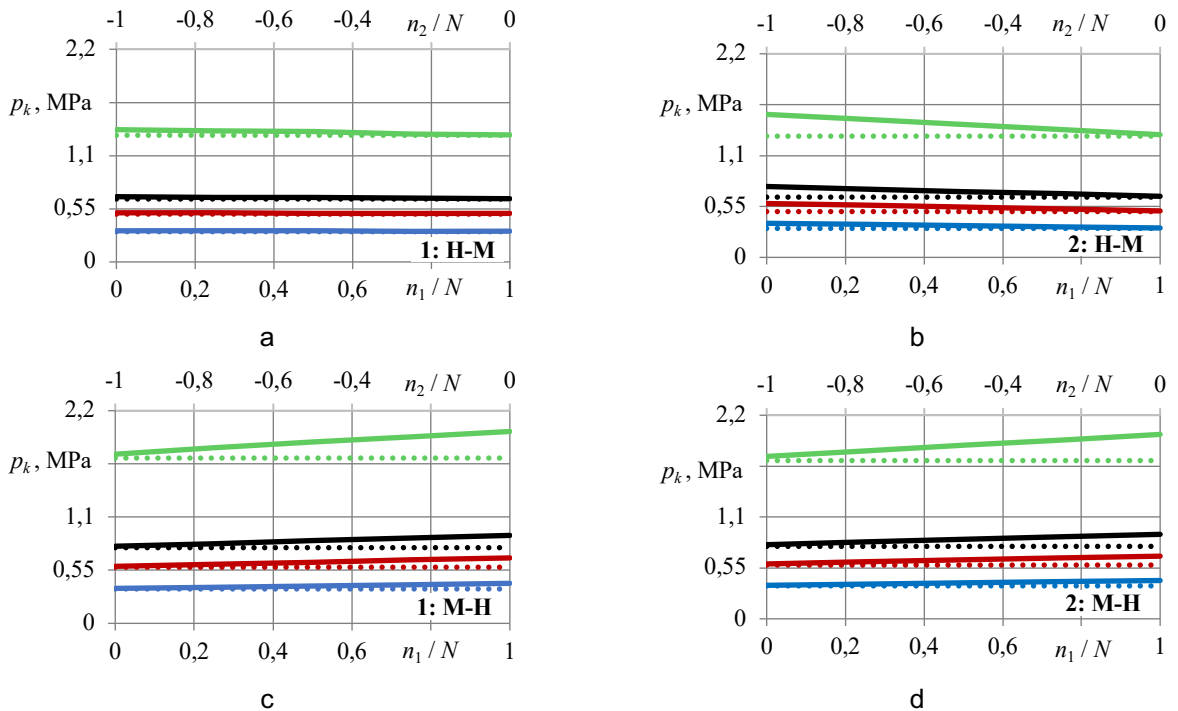 -1 -0,8 -0,6 -0,4 n₂ / N 0
2,2
pₖ , MPa
1,1
0,55
0
1: H-M
0 0,2 0,4 0,6 n₁ / N 1
a
-1 -0,8 -0,6 -0,4 n₂ / N 0
2,2
pₖ , MPa
1,1
0,55
0
2: H-M
0 0,2 0,4 0,6 n₁ / N 1
b
-1 -0,8 -0,6 -0,4 n₂ / N 0
2,2
pₖ , MPa
1,1
0,55
0
1: M-H
0 0,2 0,4 0,6 n₁ / N 1
c
-1 -0,8 -0,6 -0,4 n₂ / N 0
2,2
pₖ , MPa
1,1
0,55
0
2: M-H
0 0,2 0,4 0,6 n₁ / N 1
d